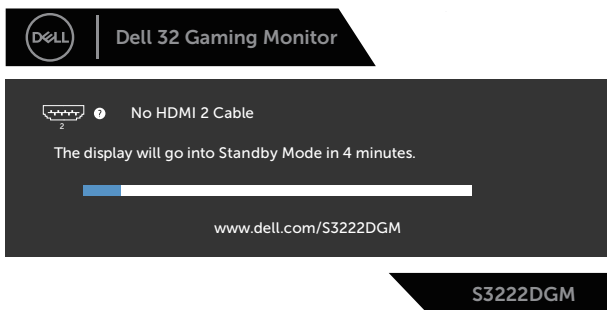 DELL
Dell 32 Gaming Monitor
? No HDMI 2 Cable
2
The display will go into Standby Mode in 4 minutes.
www.dell.com/S3222DGM
S3222DGM